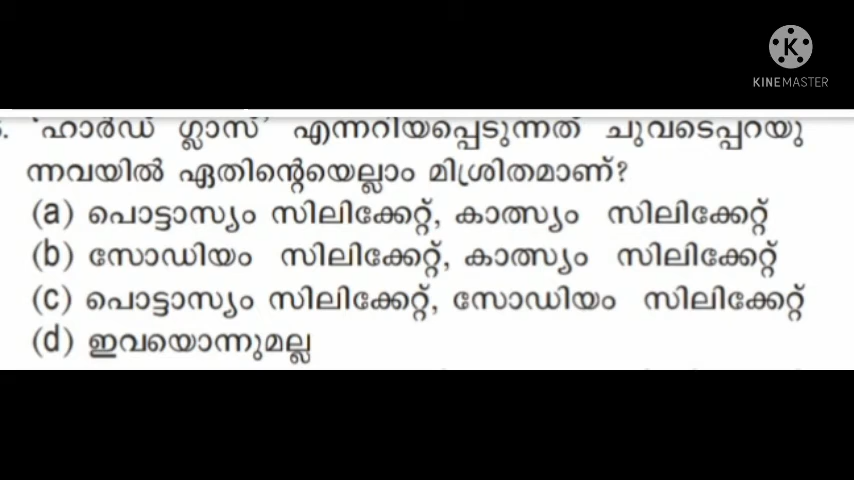 K
KINEMASTER
. 'ഹാർഡ് ഗ്ലാസ്' എന്നറിയപ്പെടുന്നത് ചുവടെപ്പറയു
ന്നവയിൽ ഏതിന്റെയെല്ലാം മിശ്രിതമാണ്?
(a) പൊട്ടാസ്യം സിലിക്കേറ്റ്, കാത്സ്യം സിലിക്കേറ്റ്
(b) സോഡിയം സിലിക്കേറ്റ്, കാത്സ്യം സിലിക്കേറ്റ്
(c) പൊട്ടാസ്യം സിലിക്കേറ്റ്, സോഡിയം സിലിക്കേറ്റ്
(d) ഇവയൊന്നുമല്ല